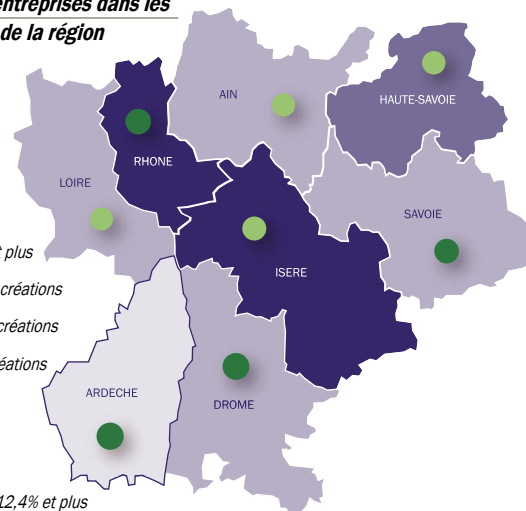 entreprises dans les
de la région
AIN
HAUTE-SAVOIE
RHONE
LOIRE
SAVOIE
plus
créations
ISERE
créations
ARDECHE
DROME
12,4% et plus